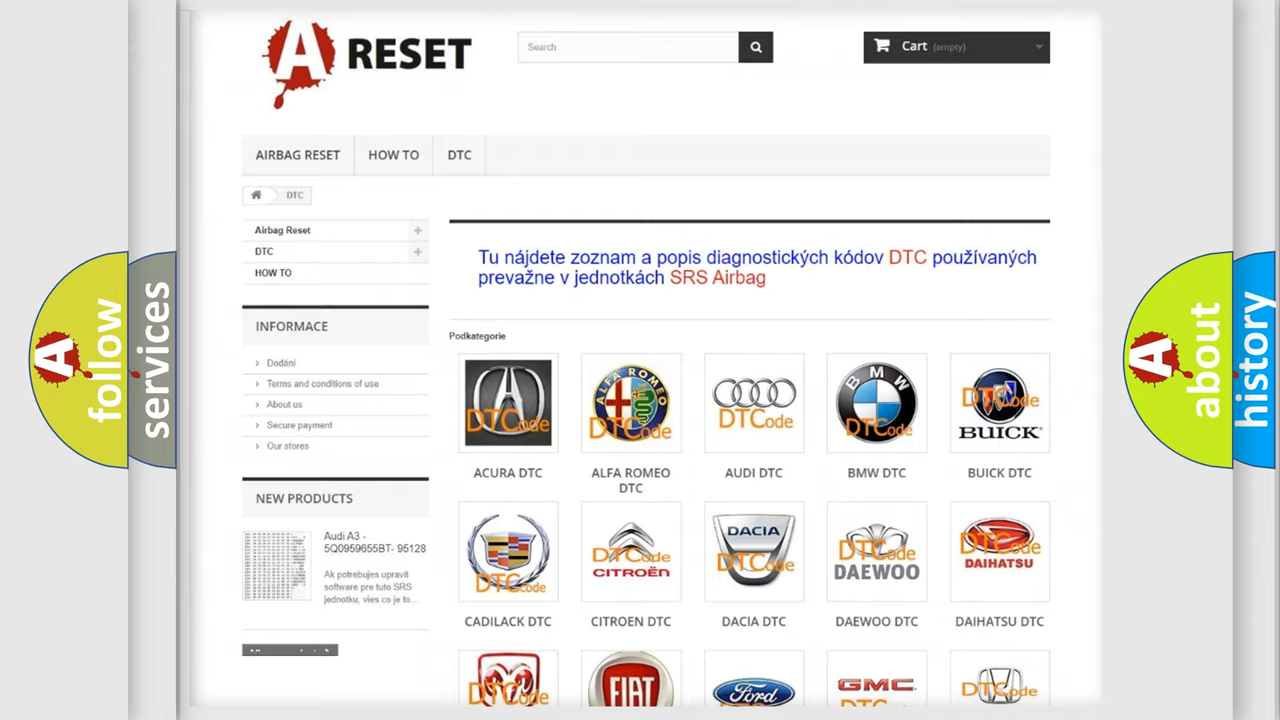 A RESET
Search
Cart (empty)
AIRBAG RESET
HOW TO
DTC
DTC
Airbag Reset
DTC
HOW TO
Tu nájdete zoznam a popis diagnostických kódov DTC používaných
prevažne v jednotkách SRS Airbag
INFORMACE
Dodání
Terms and conditions of use
About us
Secure payment
Our stores
NEW PRODUCTS
Audi A3 -
5Q0959655BT- 95128
Ak potrebujes upravit
software pre tuto SRS
jednotku, vies co je to...
Podkategorie
DTCode
ALFA ROMEO
DTCode
DTCode
BMW
DTCode
DTCode
BUICK
ACURA DTC
ALFA ROMEO
DTC
AUDI DTC
BMW DTC
BUICK DTC
DTCode
DTCode
CITROËN
DACIA
DTCode
DTCode
DAEWOO
DTCode
DAIHATSU
CADILACK DTC
CITROEN DTC
DACIA DTC
DAEWOO DTC
DAIHATSU DTC
DTCode
FIAT
Ford
GMC
DTCode
A follow
services
A about
history